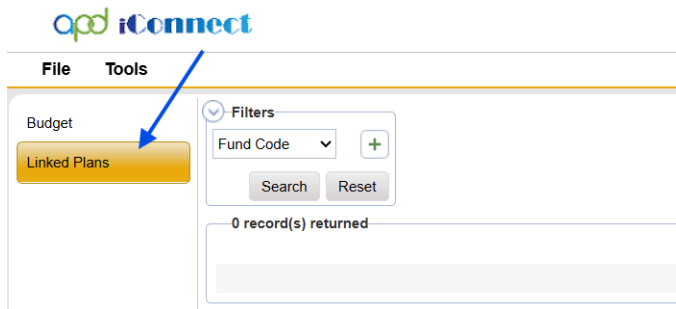 apd iConnect
File Tools
Budget
Linked Plans
Filters
Fund Code
+
Search Reset
0 record(s) returned